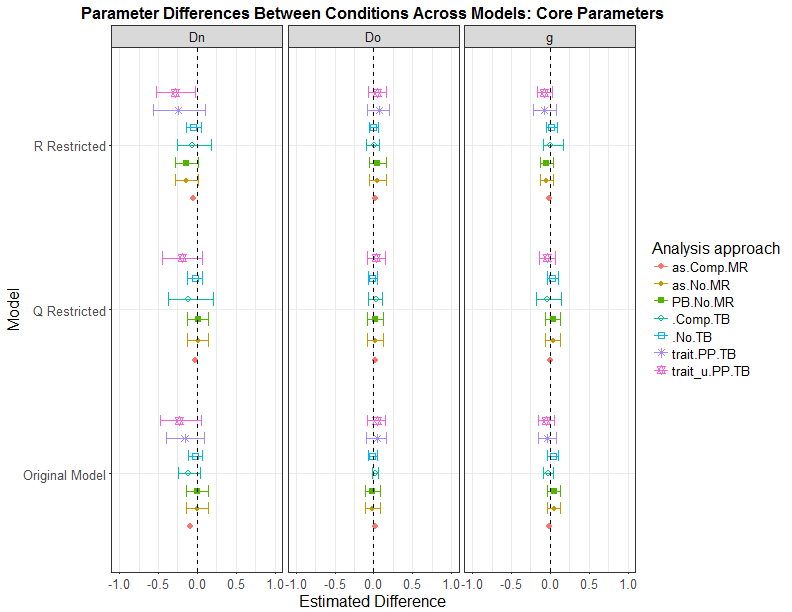 Parameter Differences Between Conditions Across Models: Core Parameters
Dn
Do
g
R Restricted
Q Restricted
Original Model
Model
-1.0 -0.5 0.0 0.5 1.0
-1.0 -0.5 0.0 0.5 1.0
-1.0 -0.5 0.0 0.5 1.0
Estimated Difference
Analysis approach
as.Comp.MR
as.No.MR
PB.No.MR
.Comp.TB
.No.TB
trait.PP.TB
trait_u.PP.TB